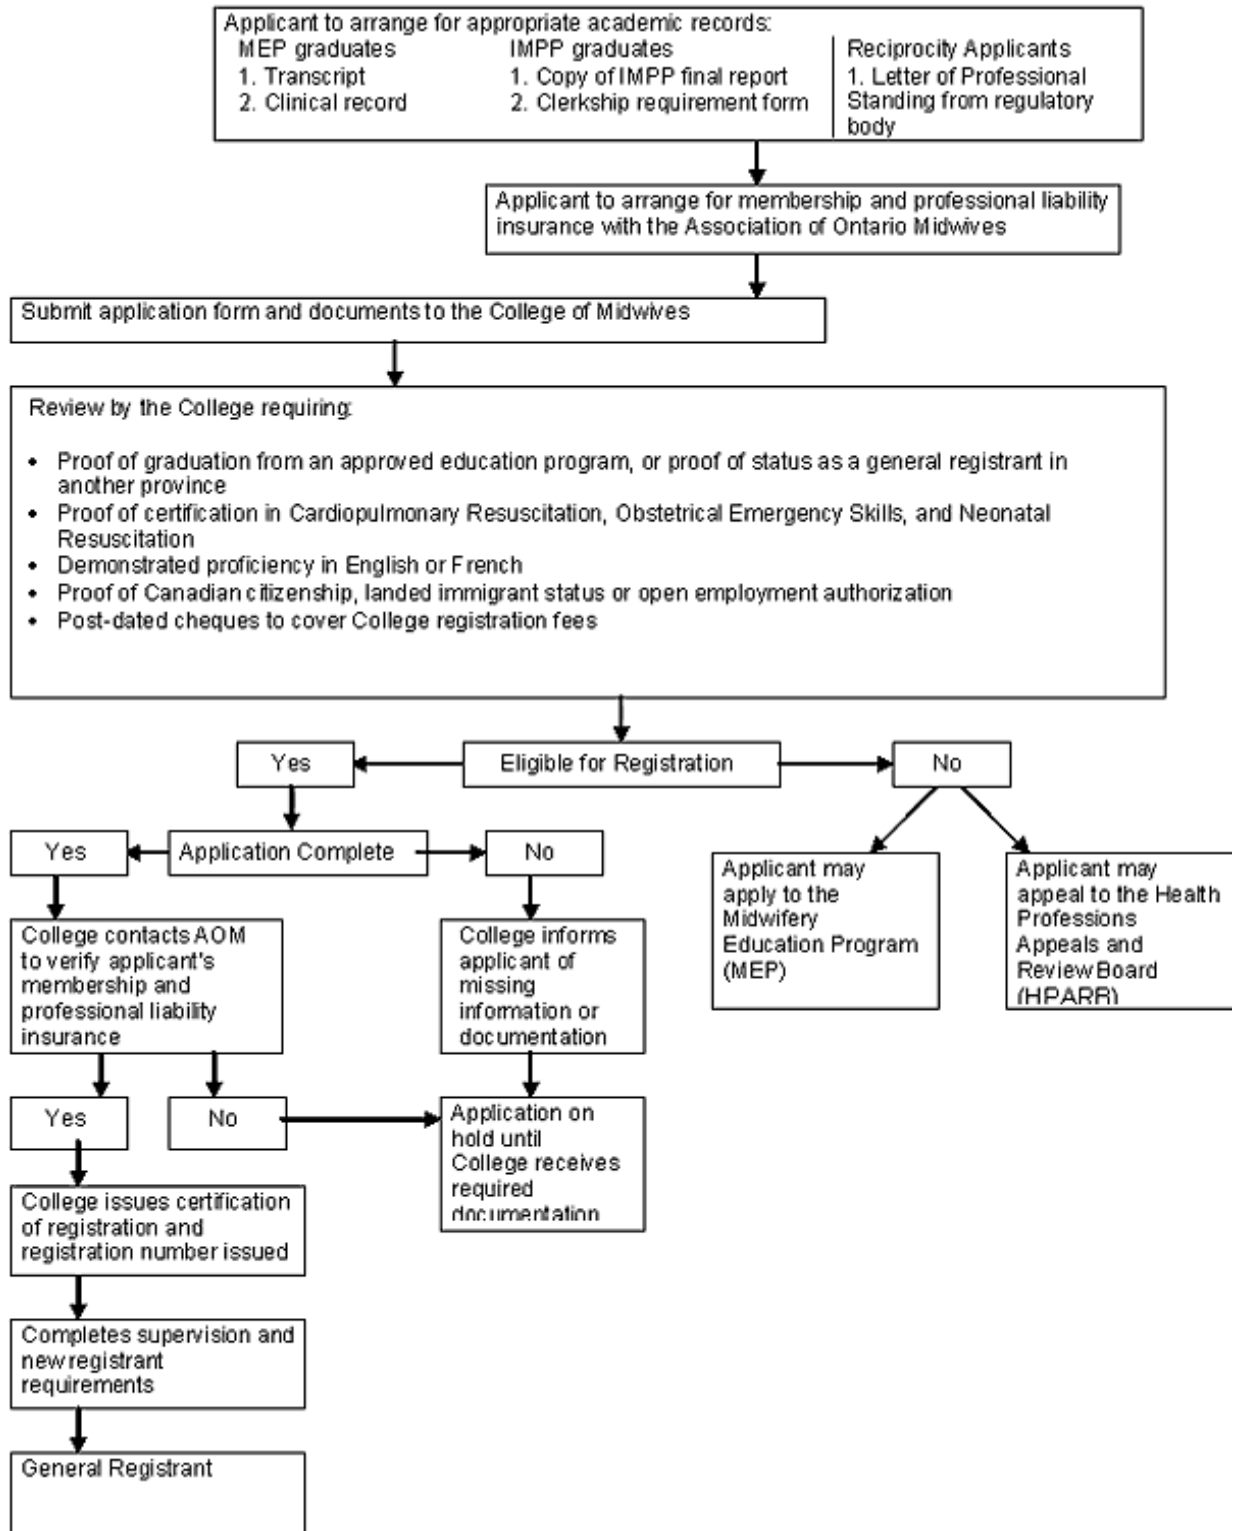 Applicant to arrange for appropriate academic records:
MEP graduates
1. Transcript
2. Clinical record
IMPP graduates
1. Copy of IMPP final report
2. Clerkship requirement form
Reciprocity Applicants
1. Letter of Professional
Standing from regulatory
body
Applicant to arrange for membership and professional liability
insurance with the Association of Ontario Midwives
Submit application form and documents to the College of Midwives
Review by the College requiring:
• Proof of graduation from an approved education program, or proof of status as a general registrant in
another province
• Proof of certification in Cardiopulmonary Resuscitation, Obstetrical Emergency Skills, and Neonatal
Resuscitation
• Demonstrated proficiency in English or French
• Proof of Canadian citizenship, landed immigrant status or open employment authorization
• Post-dated cheques to cover College registration fees
Yes
Eligible for Registration
No
Yes
Application Complete
No
Applicant may
apply to the
Midwifery
Education Program
(MEP)
Applicant may
appeal to the Health
Professions
Appeals and
Review Board
(HPARB)
College contacts AOM
to verify applicant's
membership and
professional liability
insurance
College informs
applicant of
missing
information or
documentation
Yes
No
Application on
hold until
College receives
required
documentation
College issues certification
of registration and
registration number issued
Completes supervision and
new registrant
requirements
General Registrant